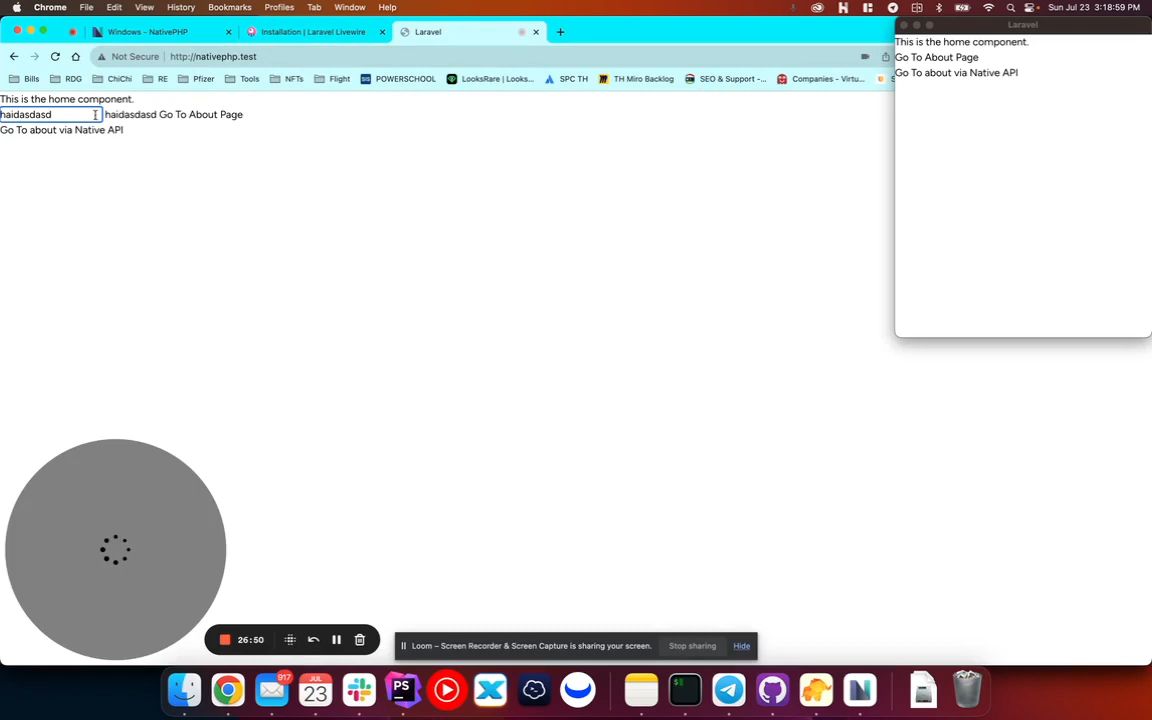 Chrome File Edit View History Bookmarks Profiles Tab Window Help Sun Jul 23 3:18:59 PM
Windows - NativePHP Installation | Laravel Livewire Laravel
Laravel
Not Secure http://nativephp.test
Bills RDG ChiChi RE Pfizer Tools NFTs Flight POWERSCHOOL LooksRare | Looks... SPC TH TH Miro Backlog SEO & Support -... Companies - Virtu...
This is the home component.
Go To About Page
Go To about via Native API
This is the home component.
haidasdasd haidasdasd Go To About Page
Go To about via Native API
26:50
Loom – Screen Recorder & Screen Capture is sharing your screen. Stop sharing Hide
917
JUL
23
PS
$